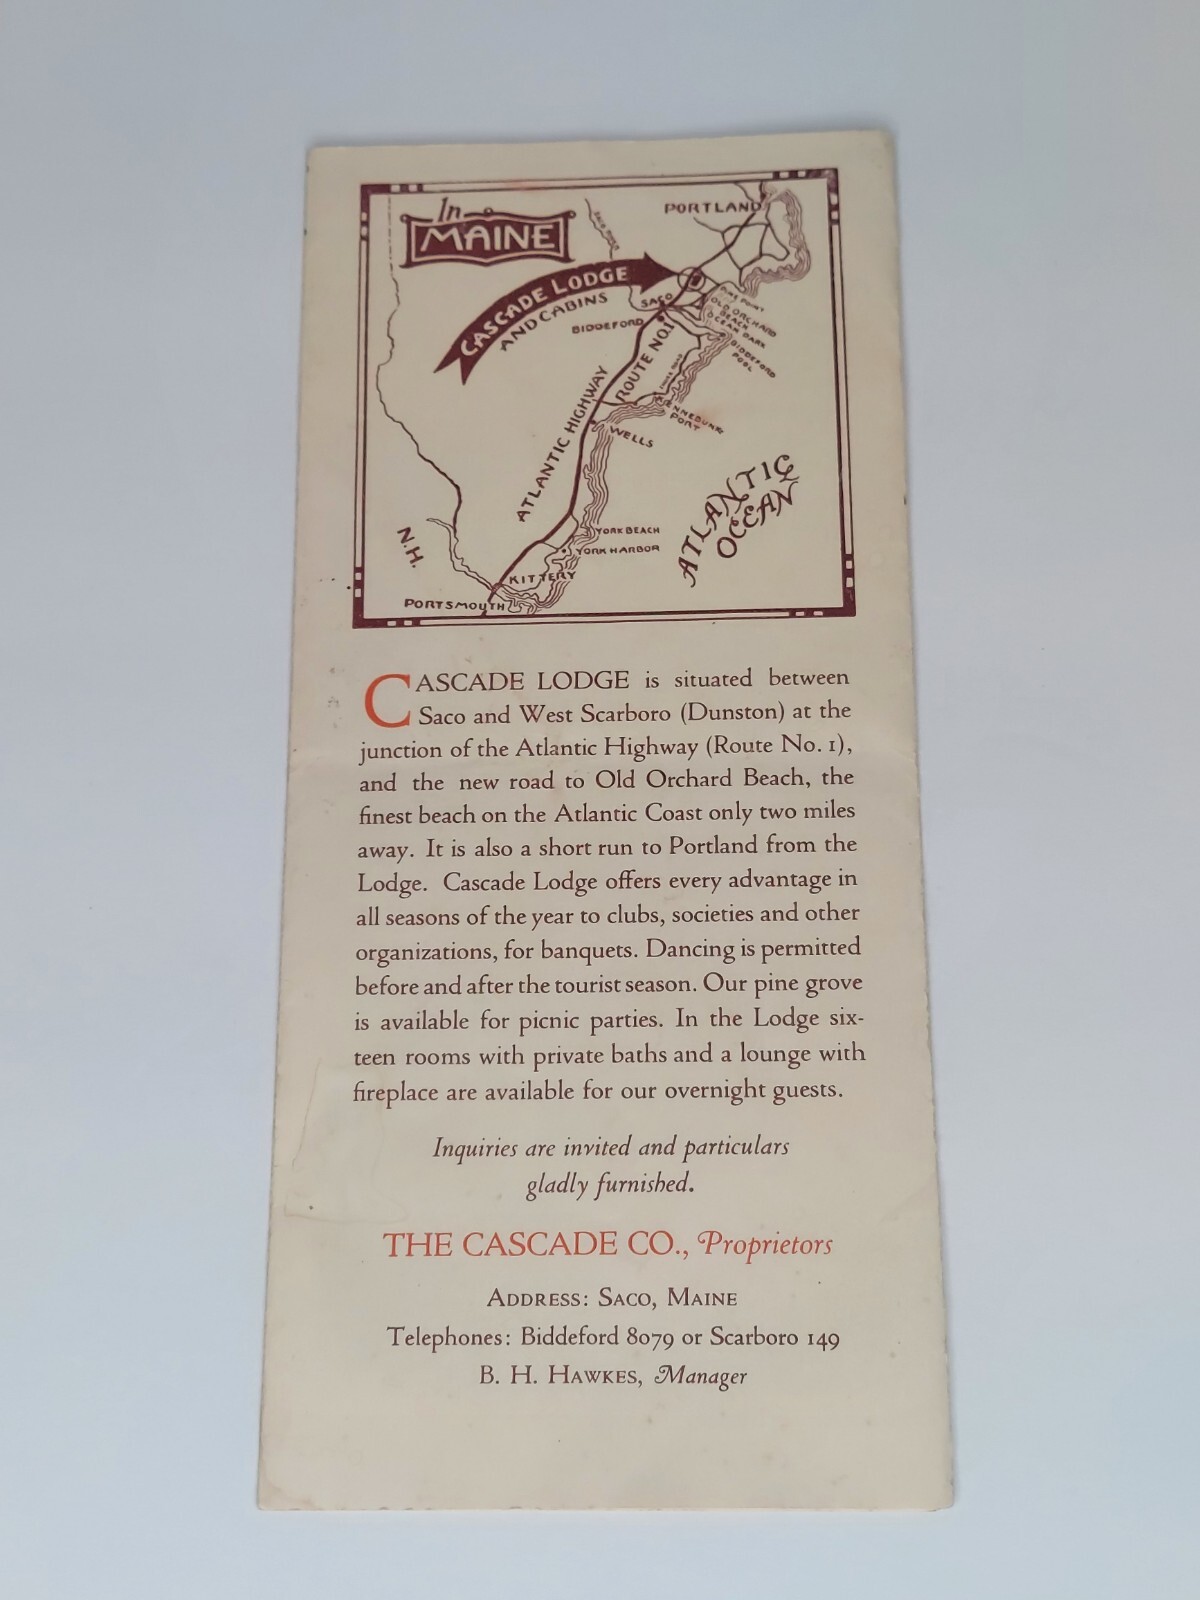 In
MAINE
SACO RIVER
PORTLAND
CASCADE LODGE
AND CABINS
SACO
BIDDEFORD
PINE POINT
OLD ORCHARD
BEACH
OCEAN PARK
BIDDEFORD
POOL
ROUTE NO.1
ATLANTIC HIGHWAY
KENNEBUNK
PORT
WELLS
ATLANTIC
OCEAN
N.H.
YORK BEACH
YORK HARBOR
KITTERY
PORTSMOUTH
CASCADE LODGE is situated between
Saco and West Scarboro (Dunston) at the
junction of the Atlantic Highway (Route No. 1),
and the new road to Old Orchard Beach, the
finest beach on the Atlantic Coast only two miles
away. It is also a short run to Portland from the
Lodge. Cascade Lodge offers every advantage in
all seasons of the year to clubs, societies and other
organizations, for banquets. Dancing is permitted
before and after the tourist season. Our pine grove
is available for picnic parties. In the Lodge six-
teen rooms with private baths and a lounge with
fireplace are available for our overnight guests.
Inquiries are invited and particulars
gladly furnished.
THE CASCADE CO., Proprietors
ADDRESS: SACO, MAINE
Telephones: Biddeford 8079 or Scarboro 149
B. H. HAWKES, Manager